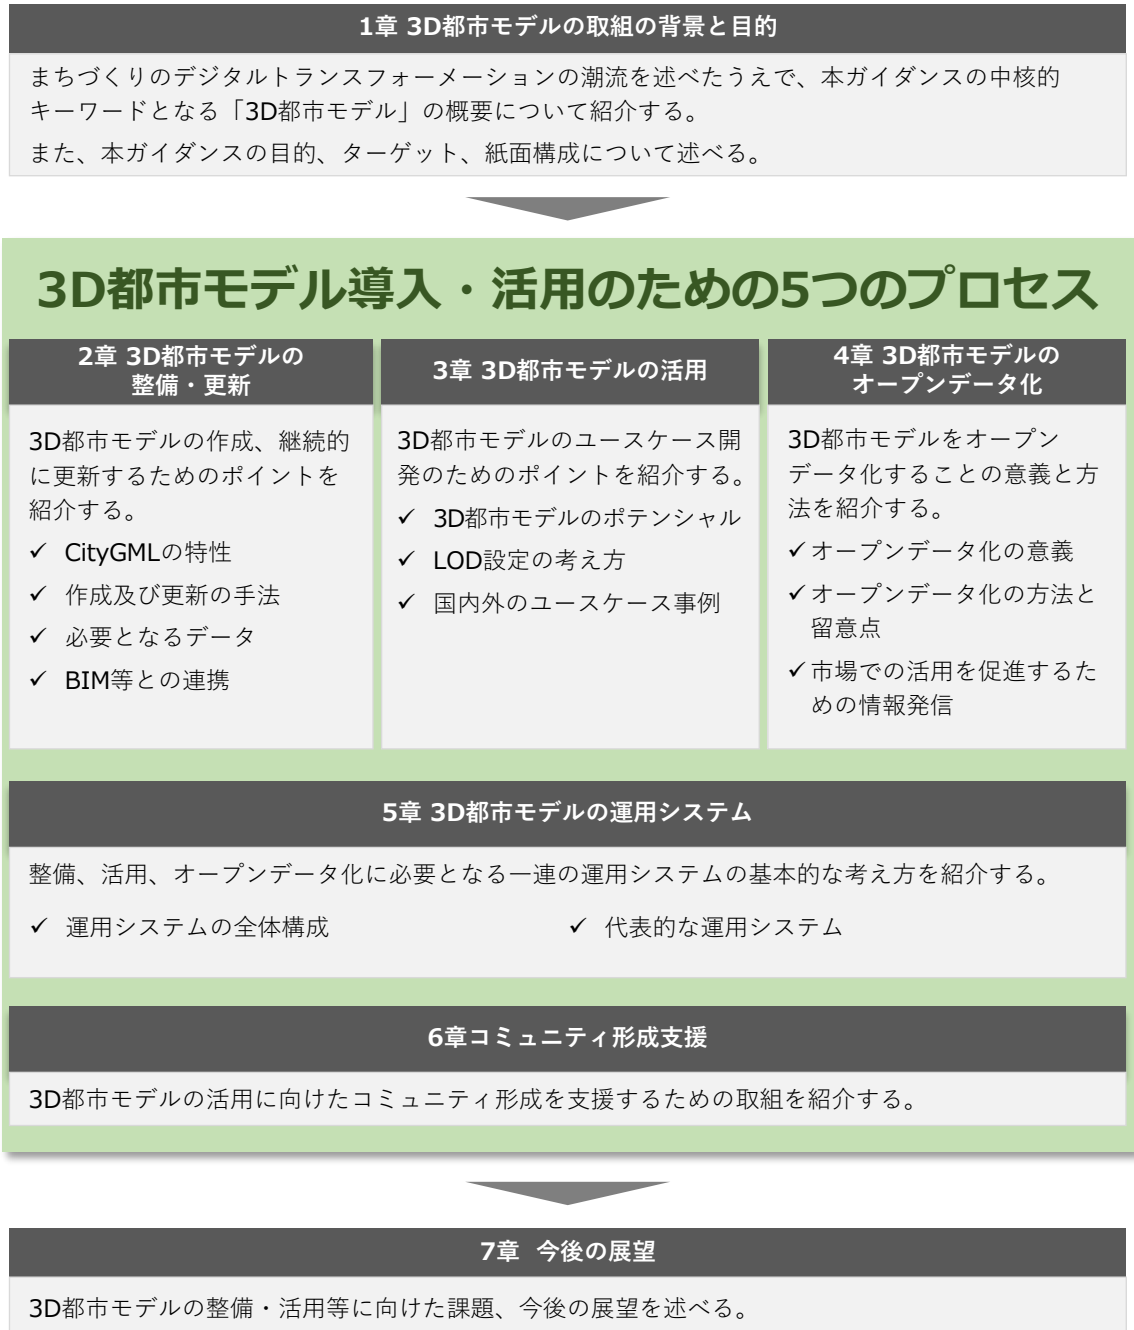 1章 3D都市モデルの取組の背景と目的
まちづくりのデジタルトランスフォーメーションの潮流を述べたうえで、本ガイダンスの中核的
キーワードとなる「3D都市モデル」の概要について紹介する。
また、本ガイダンスの目的、ターゲット、紙面構成について述べる。
3D都市モデル導入・活用のための5つのプロセス
2章 3D都市モデルの
整備・更新
3D都市モデルの作成、継続的
に更新するためのポイントを
紹介する。
✓ CityGMLの特性
✓ 作成及び更新の手法
✓ 必要となるデータ
✓ BIM等との連携
3章 3D都市モデルの活用
3D都市モデルのユースケース開
発のためのポイントを紹介する。
✓ 3D都市モデルのポテンシャル
✓ LOD設定の考え方
✓ 国内外のユースケース事例
4章 3D都市モデルの
オープンデータ化
3D都市モデルをオープン
データ化することの意義と方
法を紹介する。
✓オープンデータ化の意義
✓オープンデータ化の方法と
留意点
✓市場での活用を促進するた
めの情報発信
5章 3D都市モデルの運用システム
整備、活用、オープンデータ化に必要となる一連の運用システムの基本的な考え方を紹介する。
✓ 運用システムの全体構成
✓ 代表的な運用システム
6章コミュニティ形成支援
3D都市モデルの活用に向けたコミュニティ形成を支援するための取組を紹介する。
7章 今後の展望
3D都市モデルの整備・活用等に向けた課題、今後の展望を述べる。